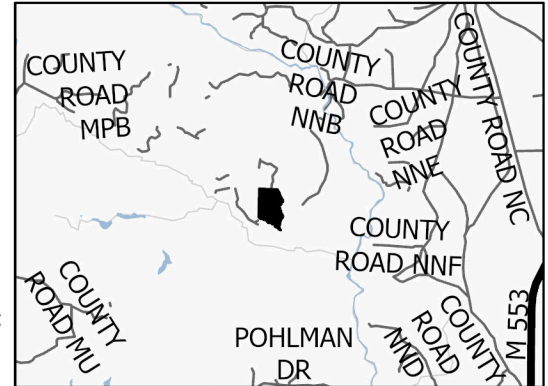 COUNTY
ROAD
MPB
COUNTY
ROAD
NNB
COUNTY
ROAD
NNE
COUNTY ROAD NC
COUNTY
ROAD NNF
COUNTY
ROAD MU
POHLMAN
DR
COUNTY
ROAD
NND
M 553